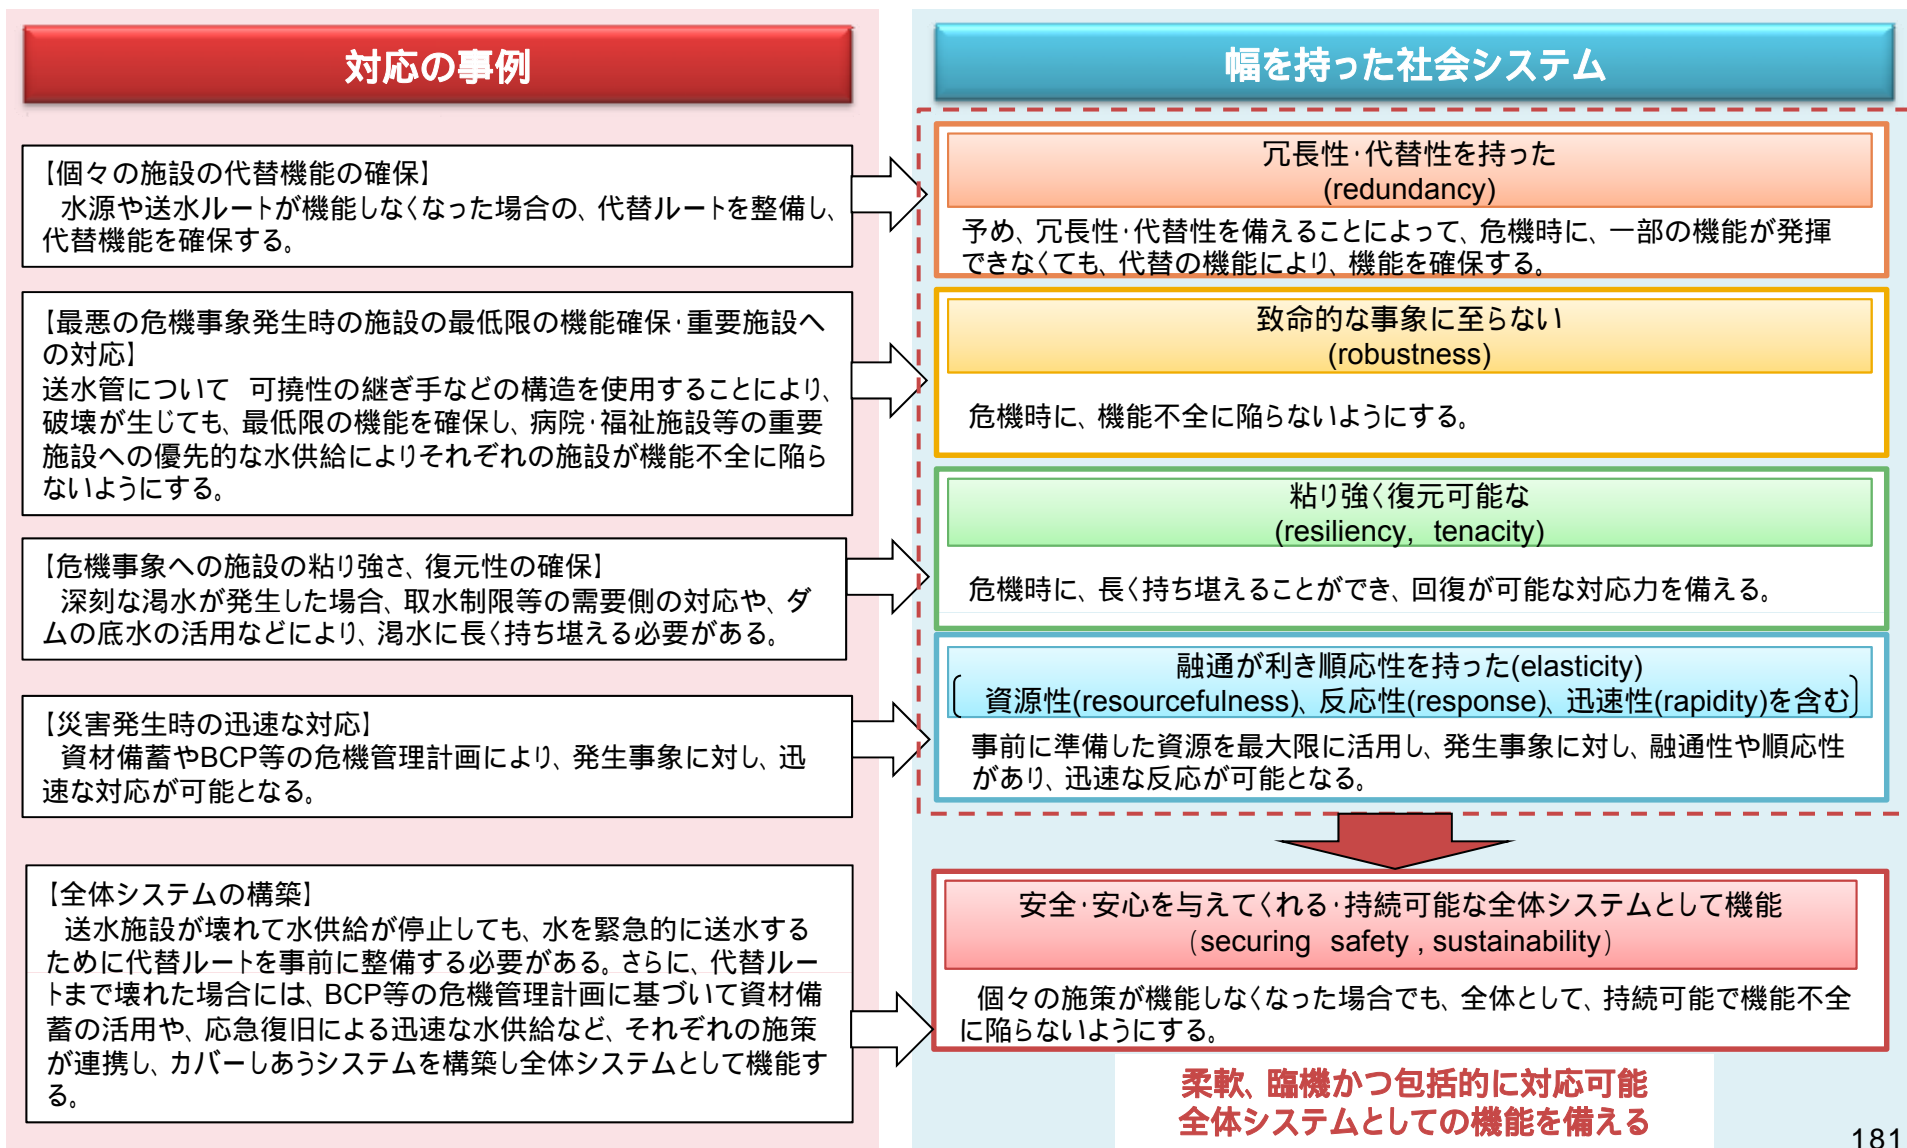 対応の事例
【個々の施設の代替機能の確保】
水源や送水ルートが機能しなくなった場合の、代替ルートを整備し、
代替機能を確保する。
【最悪の危機事象発生時の施設の最低限の機能確保・重要施設へ
の対応】
送水管について 可撓性の継ぎ手などの構造を使用することにより、
破壊が生じても、最低限の機能を確保し、病院・福祉施設等の重要
施設への優先的な水供給によりそれぞれの施設が機能不全に陥ら
ないようにする。
【危機事象への施設の粘り強さ、復元性の確保】
深刻な渇水が発生した場合、取水制限等の需要側の対応や、ダ
ムの底水の活用などにより、渇水に長く持ち堪える必要がある。
【災害発生時の迅速な対応】
資材備蓄やBCP等の危機管理計画により、発生事象に対し、迅
速な対応が可能となる。
【全体システムの構築】
送水施設が壊れて水供給が停止しても、水を緊急的に送水する
ために代替ルートを事前に整備する必要がある。さらに、代替ルー
トまで壊れた場合には、BCP等の危機管理計画に基づいて資材備
蓄の活用や、応急復旧による迅速な水供給など、それぞれの施策
が連携し、カバーしあうシステムを構築し全体システムとして機能す
る。
幅を持った社会システム
冗長性・代替性を持った
(redundancy)
予め、冗長性・代替性を備えることによって、危機時に、一部の機能が発揮
できなくても、代替の機能により、機能を確保する。
致命的な事象に至らない
(robustness)
危機時に、機能不全に陥らないようにする。
粘り強く復元可能な
(resiliency, tenacity)
危機時に、長く持ち堪えることができ、回復が可能な対応力を備える。
融通が利き順応性を持った(elasticity)
資源性(resourcefulness)、反応性(response)、迅速性(rapidity)を含む
事前に準備した資源を最大限に活用し、発生事象に対し、融通性や順応性
があり、迅速な反応が可能となる。
安全・安心を与えてくれる・持続可能な全体システムとして機能
(securing safety , sustainability)
個々の施策が機能しなくなった場合でも、全体として、持続可能で機能不全
に陥らないようにする。
柔軟、臨機かつ包括的に対応可能
全体システムとしての機能を備える
181